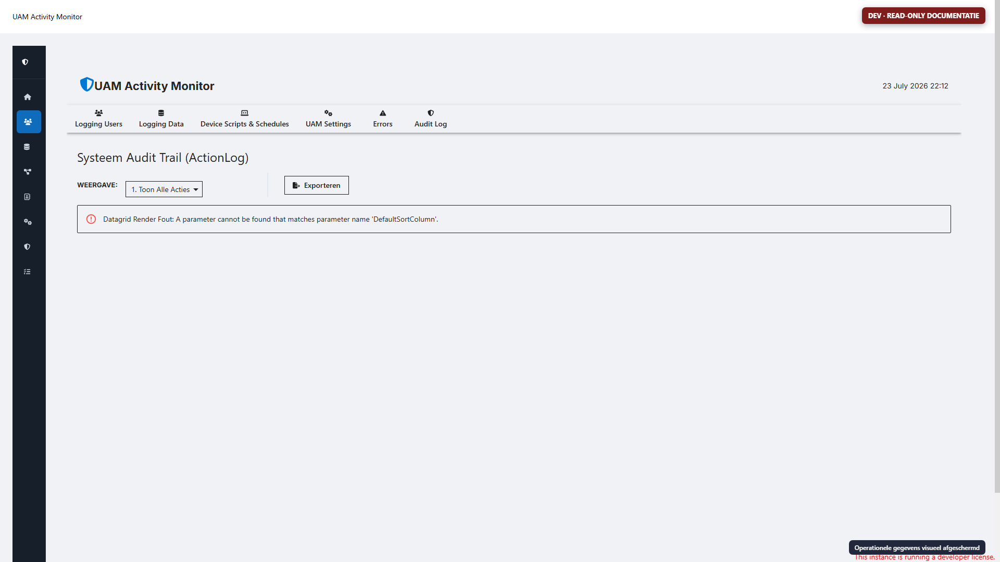 UAM Activity Monitor
DEV - READ-ONLY DOCUMENTATIE
UAM Activity Monitor
23 July 2026 22:12
Logging Users
Logging Data
Device Scripts & Schedules
UAM Settings
Errors
Audit Log
Systeem Audit Trail (ActionLog)
WEERGAVE:
1. Toon Alle Acties
Exporteren
Datagrid Render Fout: A parameter cannot be found that matches parameter name 'DefaultSortColumn'.
Operationele gegevens visueel afgeschermd
This instance is running a developer license.